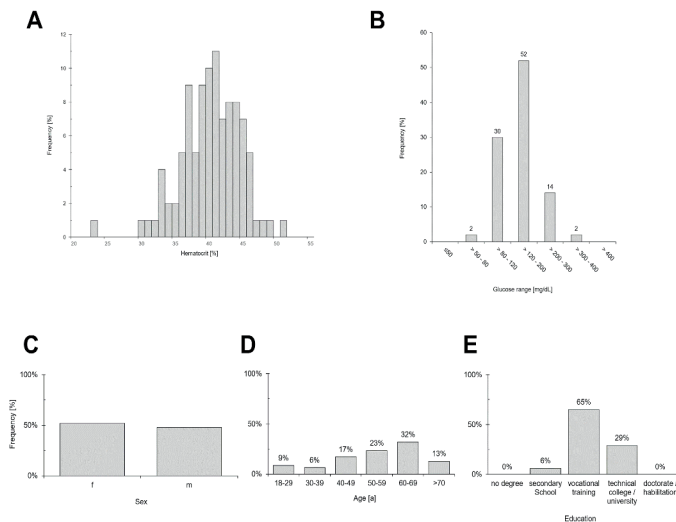 A
B
12
10
8
6
4
2
0
Frequency [%]
20 25 30 35 40 45 50 55
Hematocrit [%]
60
50
40
30
20
10
0
Frequency [%]
2
30
52
14
2
≤50
> 50 - 80
> 80 - 120
> 120 - 200
> 200 - 300
> 300 - 400
> 400
Glucose range [mg/dL]
C
D
E
100%
50%
0%
Frequency [%]
f m
Sex
100%
50%
0%
9% 6% 17% 23% 32% 13%
18-29 30-39 40-49 50-59 60-69 >70
Age [a]
100%
50%
0%
0% 6% 65% 29% 0%
no degree secondary vocational technical doctorate /
School training college / habilitation
university
Education